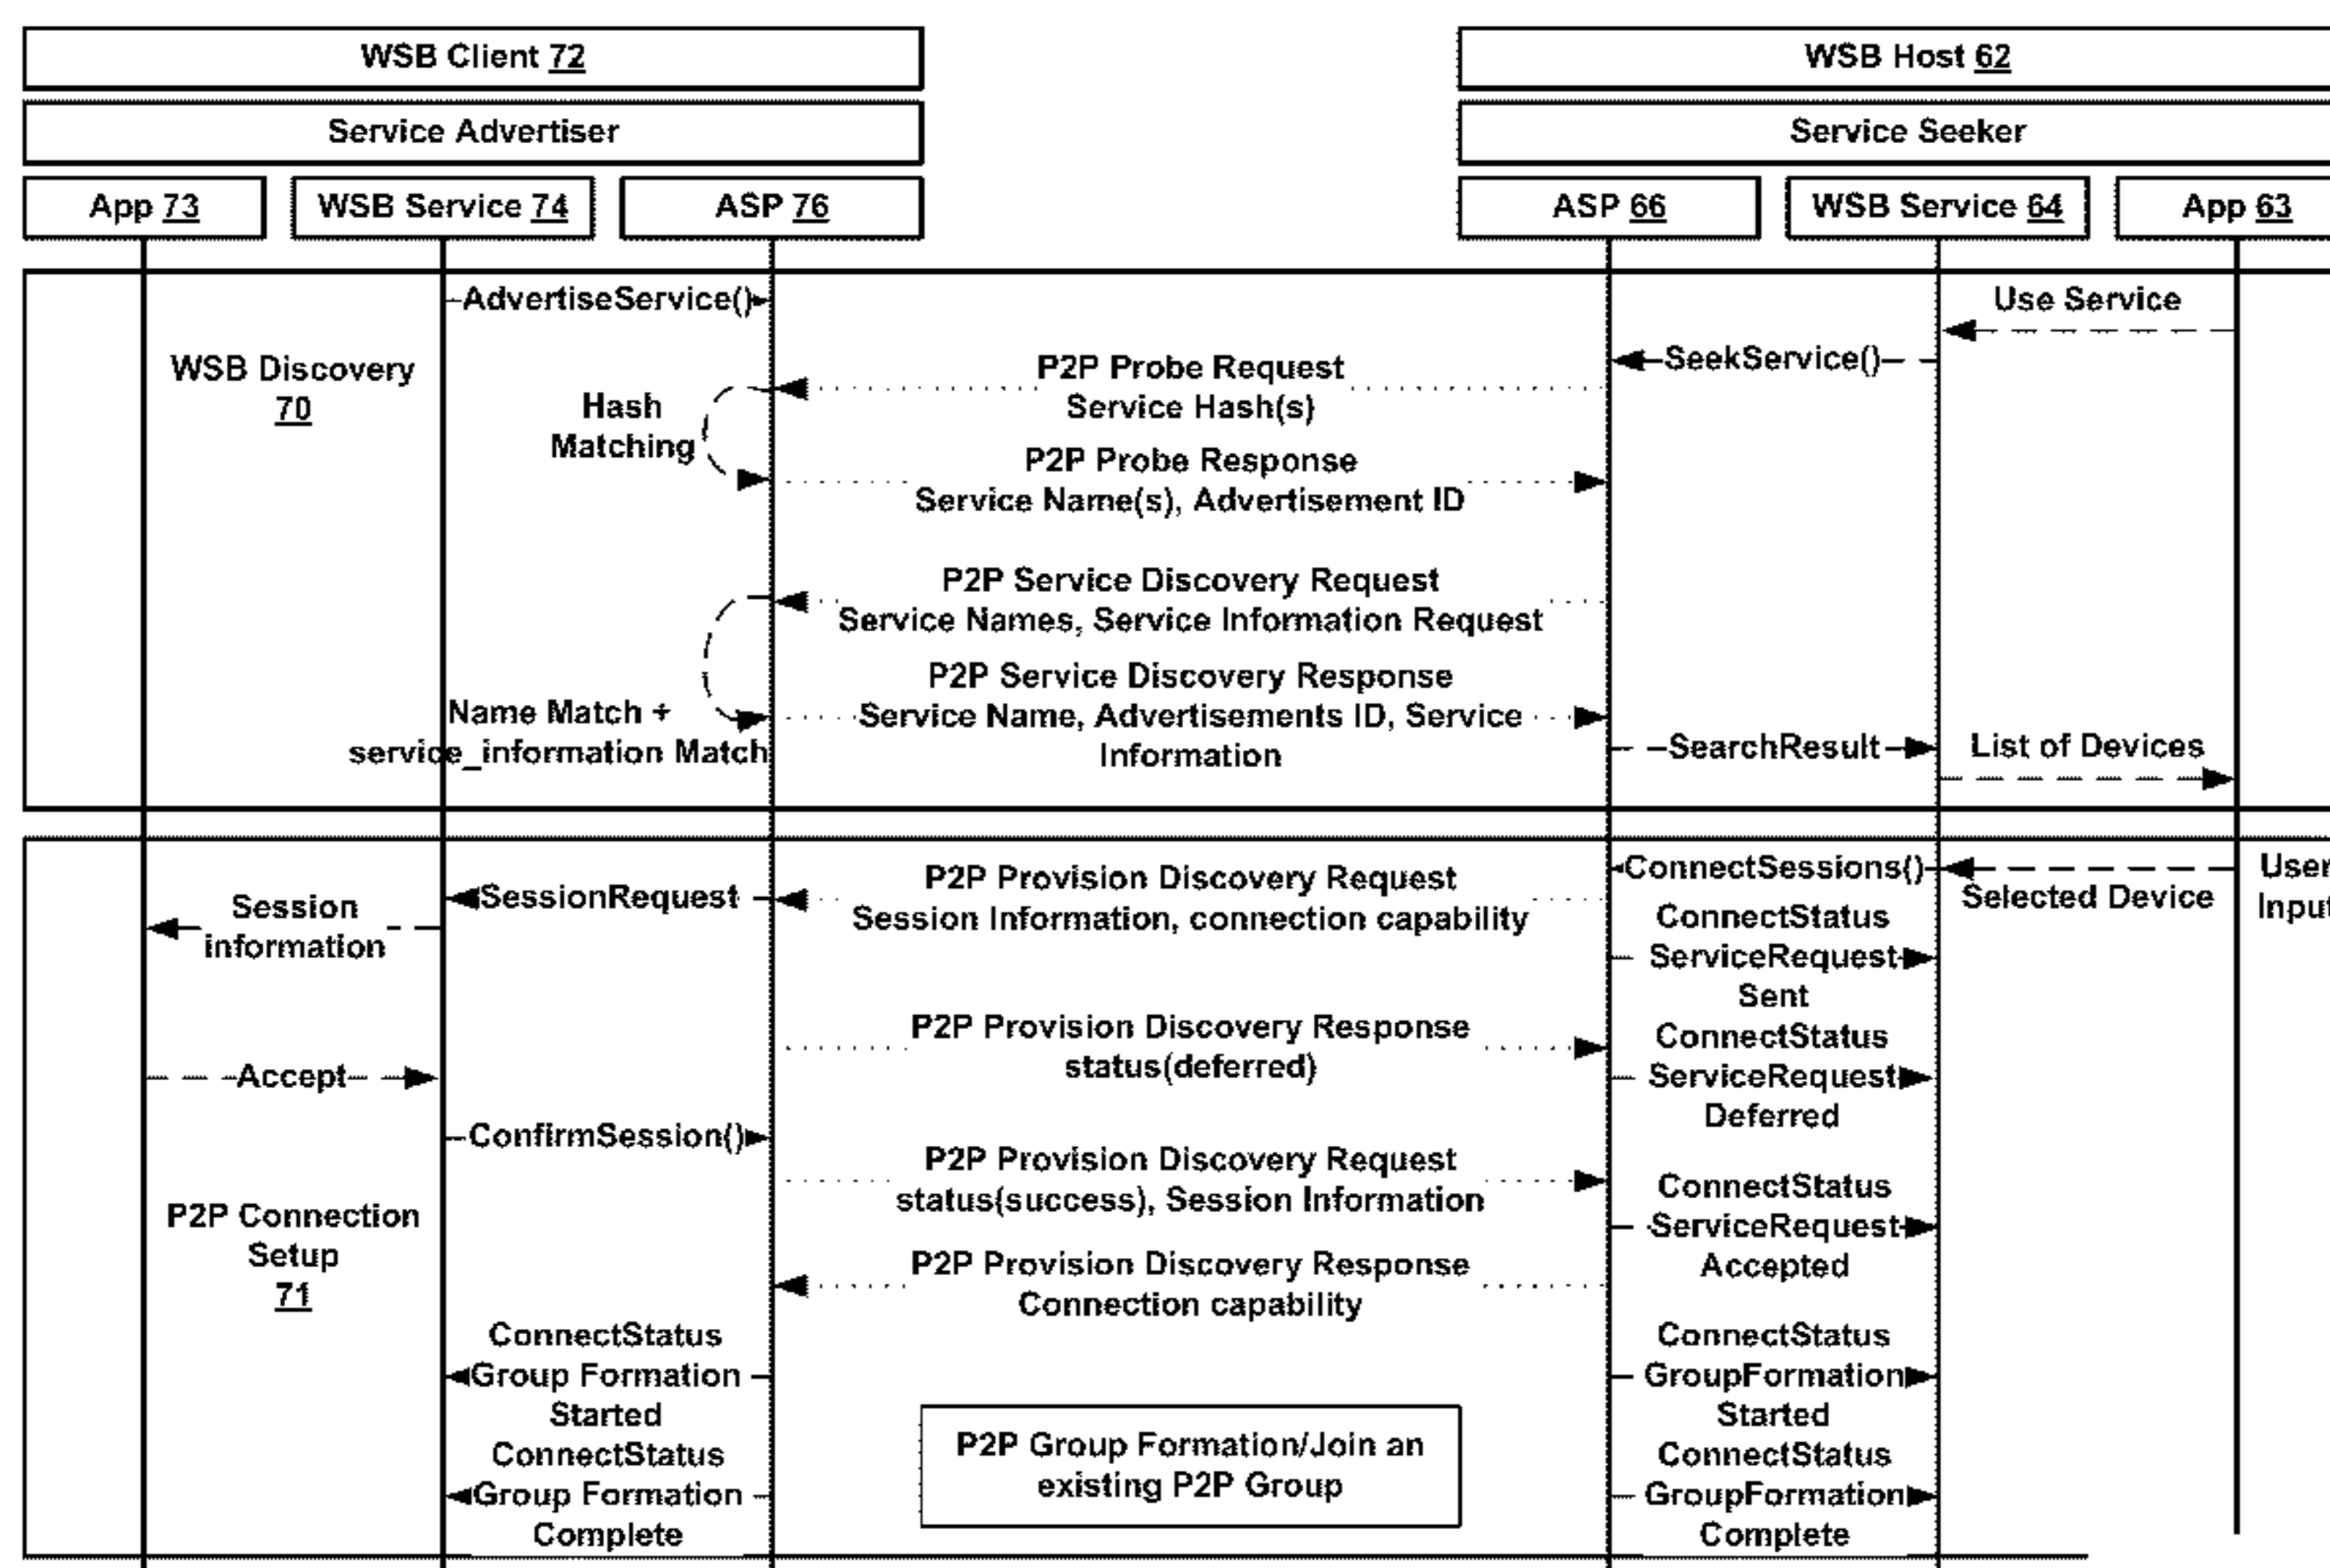 WSB Client 72
WSB Host 62
Service Advertiser
Service Seeker
App 73
WSB Service 74
ASP 76
ASP 66
WSB Service 64
App 63
AdvertiseService()
Use Service
WSB Discovery
70
SeekService()
P2P Probe Request
Service Hash(s)
Hash
Matching
P2P Probe Response
Service Name(s), Advertisement ID
P2P Service Discovery Request
Service Names, Service Information Request
P2P Service Discovery Response
Service Name, Advertisements ID, Service
Information
Name Match +
service_information Match
SearchResult
List of Devices
ConnectSessions()
Selected Device
User
Input
P2P Provision Discovery Request
Session Information, connection capability
SessionRequest
Session
information
ConnectStatus
ServiceRequest
Sent
P2P Provision Discovery Response
status(deferred)
ConnectStatus
ServiceRequest
Deferred
Accept
ConfirmSession()
P2P Provision Discovery Request
status(success), Session Information
ConnectStatus
ServiceRequest
Accepted
P2P Connection
Setup
71
P2P Provision Discovery Response
Connection capability
ConnectStatus
Group Formation
Started
ConnectStatus
GroupFormation
Started
ConnectStatus
Group Formation
Complete
P2P Group Formation/Join an
existing P2P Group
ConnectStatus
GroupFormation
Complete